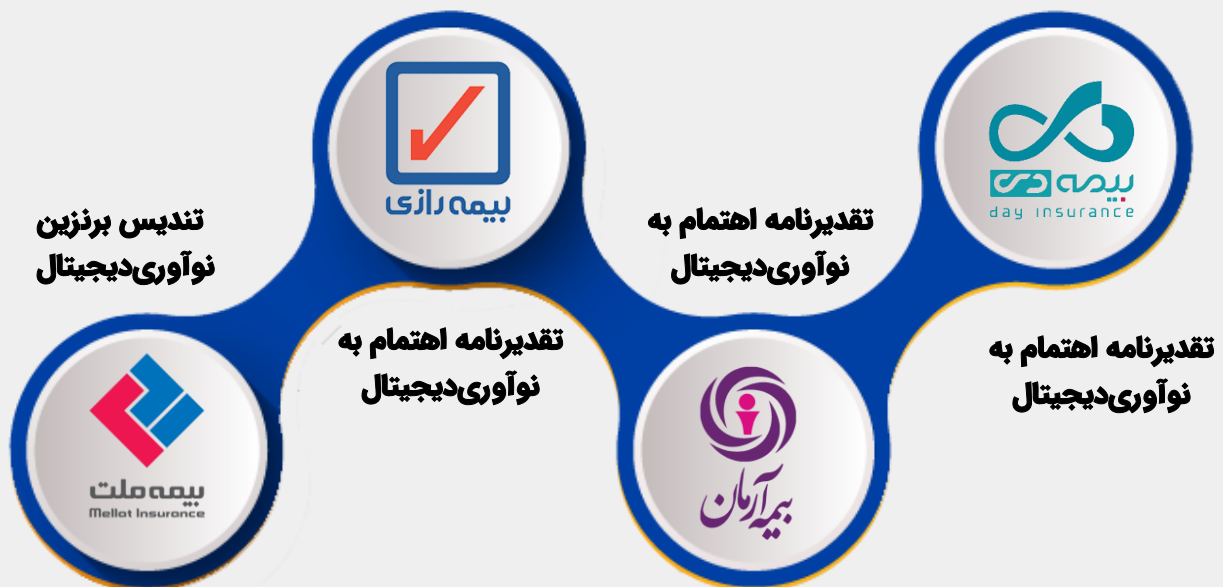 بیمه دی
day insurance
تقدیرنامه اهتمام به
نوآوری‌دیجیتال
تقدیرنامه اهتمام به
نوآوری‌دیجیتال
بیمه آرمان
بیمه رازی
تقدیرنامه اهتمام به
نوآوری‌دیجیتال
تندیس برنزین
نوآوری‌دیجیتال
بیمه ملت
Mellat Insurance